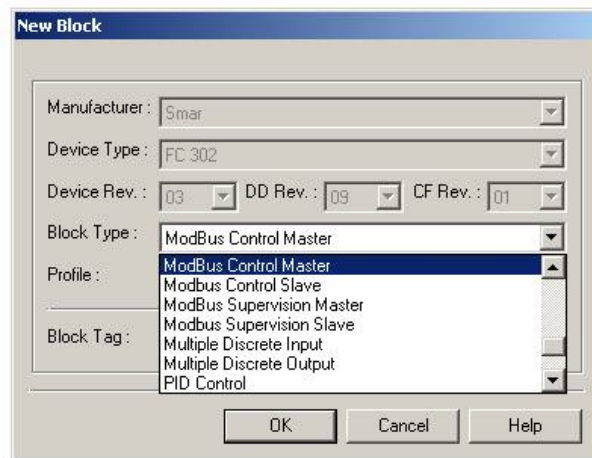 New Block
Manufacturer : Smar
Device Type : FC 302
Device Rev. : 03 DD Rev. : 09 CF Rev. : 01
Block Type : ModBus Control Master
Profile :
ModBus Control Master
ModBus Control Slave
ModBus Supervision Master
Modbus Supervision Slave
Block Tag :
Multiple Discrete Input
Multiple Discrete Output
PID Control
OK Cancel Help